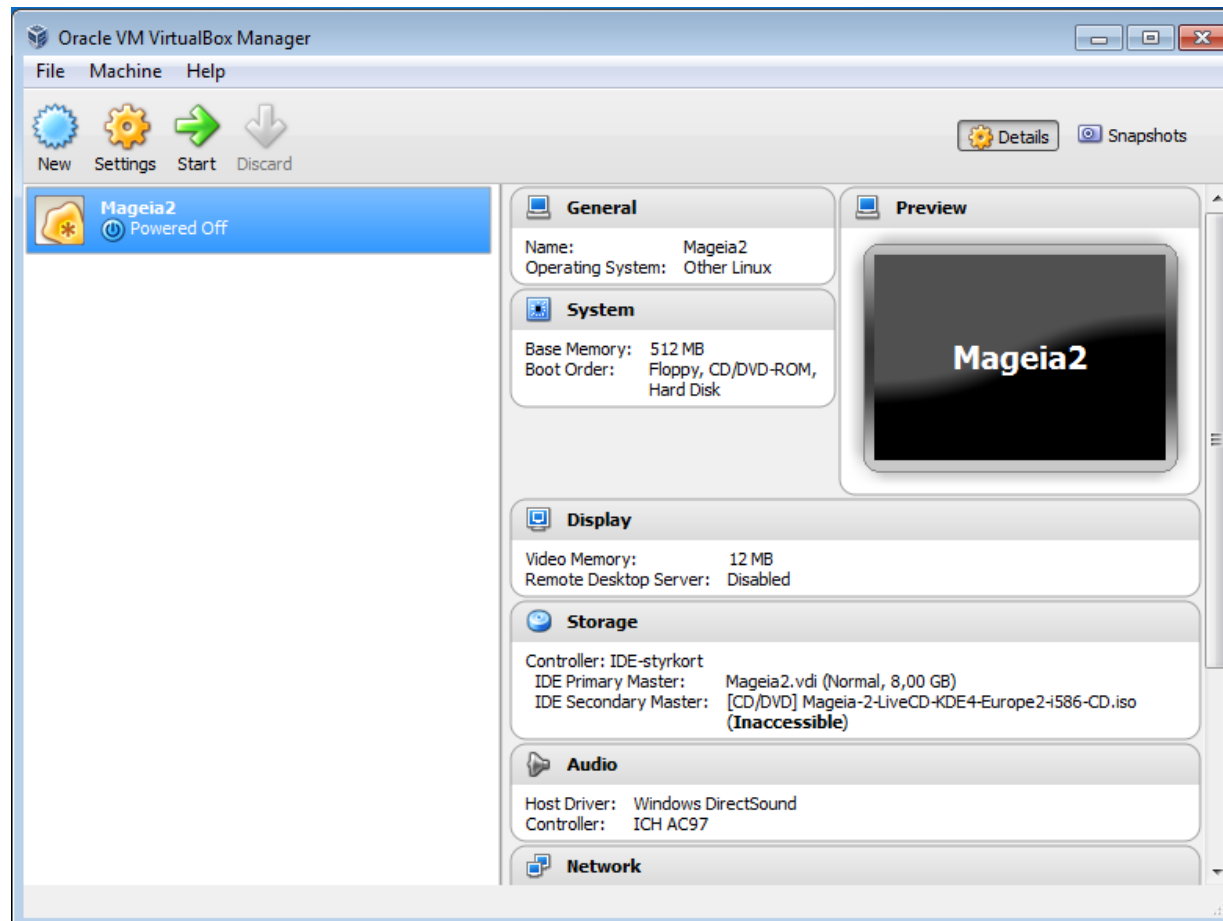 Oracle VM VirtualBox Manager
File Machine Help
New Settings Start Discard
Details Snapshots
Mageia2
Powered Off
General
Name: Mageia2
Operating System: Other Linux
System
Base Memory: 512 MB
Boot Order: Floppy, CD/DVD-ROM,
Hard Disk
Preview
Mageia2
Display
Video Memory: 12 MB
Remote Desktop Server: Disabled
Storage
Controller: IDE-styrkort
IDE Primary Master: Mageia2.vdi (Normal, 8,00 GB)
IDE Secondary Master: [CD/DVD] Mageia-2-LiveCD-KDE4-Europe2-i586-CD.iso
(Inaccessible)
Audio
Host Driver: Windows DirectSound
Controller: ICH AC97
Network